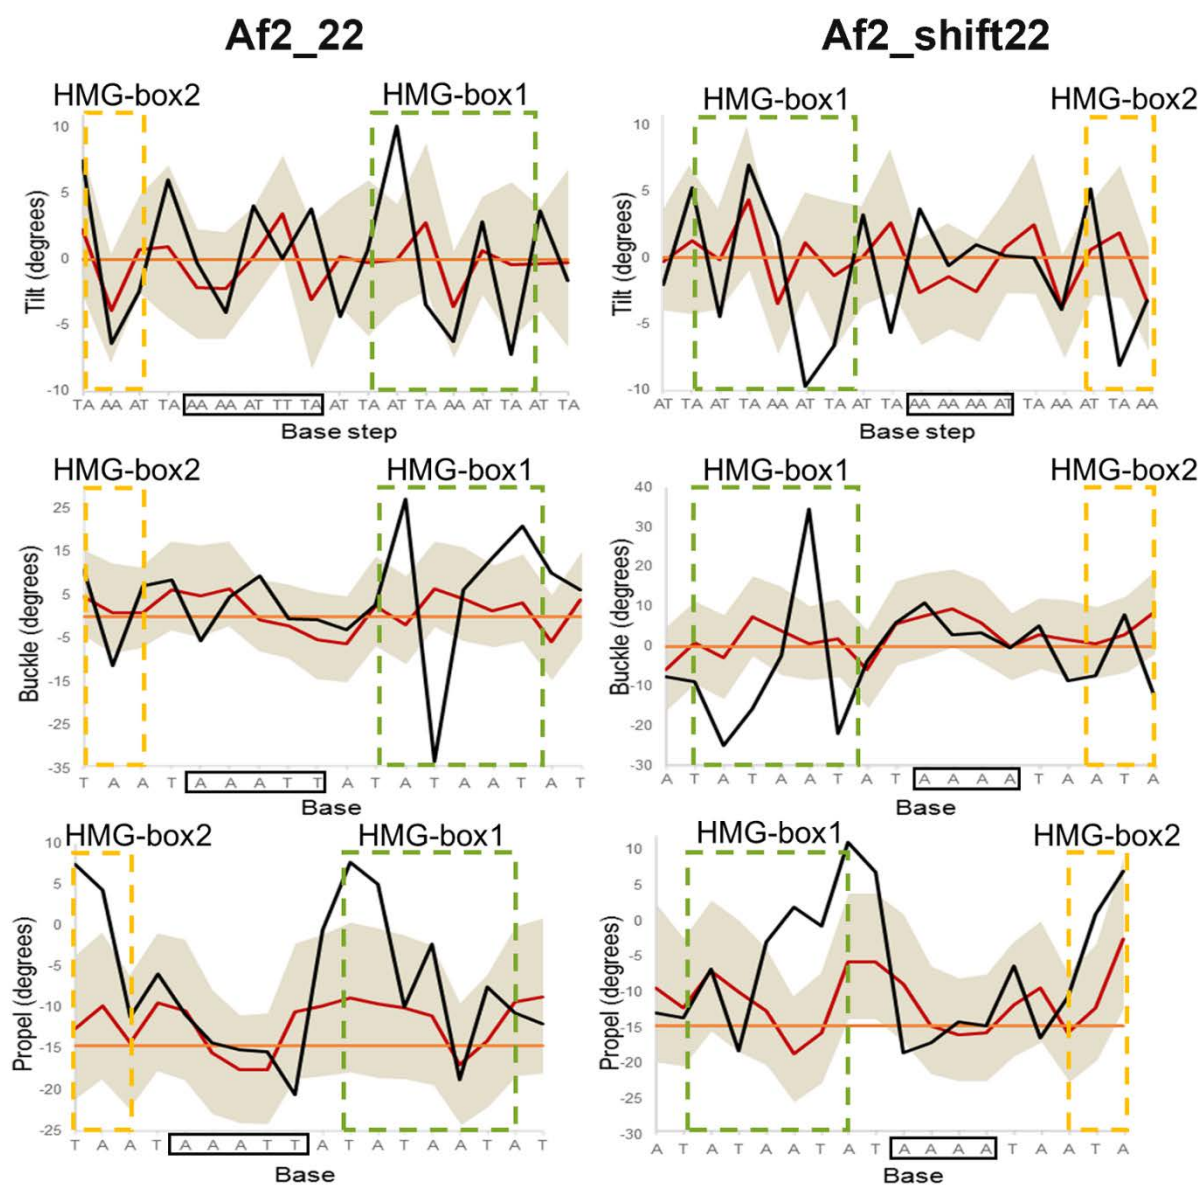 Af2_22
Af2_shift22
HMG-box2
HMG-box1
10
5
0
-5
-10
Tilt (degrees)
TA AA AT TA AA AA AT TT TA AT TA AT TA AA AT TA AT TA
Base step
HMG-box1
HMG-box2
10
5
0
-5
-10
Tilt (degrees)
AT TA AT TA AA AT TA AT TA AA AA AA AT TA AA AT TA AA
Base step
HMG-box2
HMG-box1
25
15
5
-5
-15
-25
-35
Buckle (degrees)
T A A T A A A T T A T A T A A T A T
Base
HMG-box1
HMG-box2
40
30
20
10
0
-10
-20
-30
Buckle (degrees)
A T A T A A T A T A A A A T A A T A
Base
HMG-box2
HMG-box1
10
5
0
-5
-10
-15
-20
-25
Propel (degrees)
T A A T A A A T T A T A T A A T A T
Base
HMG-box1
HMG-box2
10
5
0
-5
-10
-15
-20
-25
-30
Propel (degrees)
A T A T A A T A T A A A A T A A T A
Base